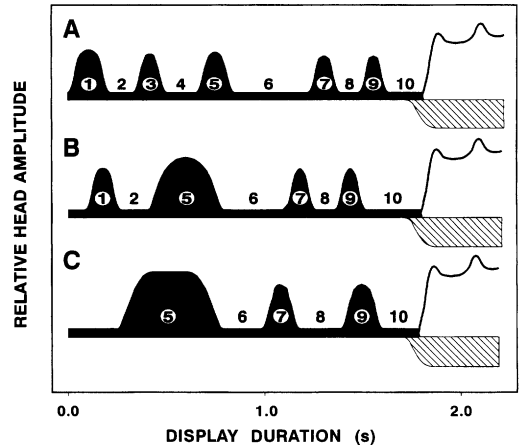 A
1 2 3 4 5 6 7 8 9 10
B
1 2 5 6 7 8 9 10
C
5 6 7 8 9 10
RELATIVE HEAD AMPLITUDE
0.0 1.0 2.0
DISPLAY DURATION (s)